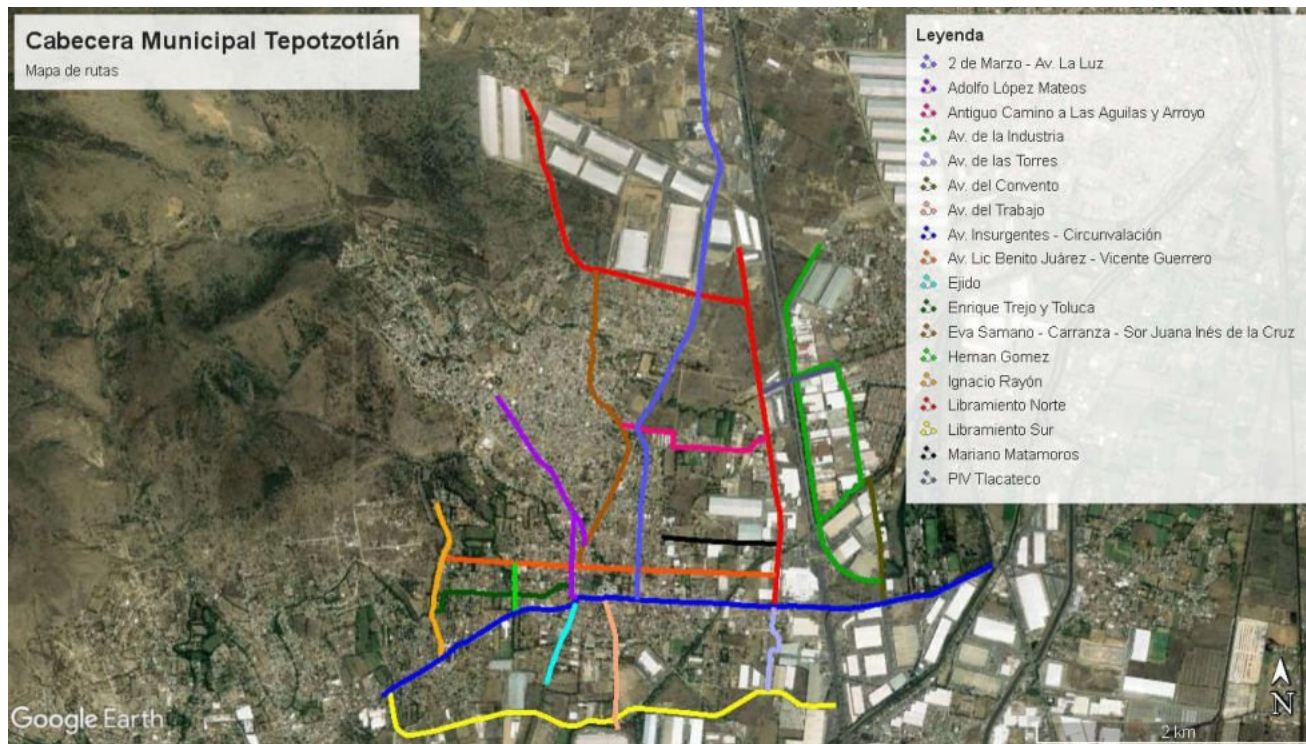 Cabecera Municipal Tepotzotlán
Mapa de rutas
Leyenda
2 de Marzo - Av. La Luz
Adolfo López Mateos
Antiguo Camino a Las Aguilas y Arroyo
Av. de la Industria
Av. de las Torres
Av. del Convento
Av. del Trabajo
Av. Insurgentes - Circunvalación
Av. Lic Benito Juárez - Vicente Guerrero
Ejido
Enrique Trejo y Toluca
Eva Samano - Carranza - Sor Juana Inés de la Cruz
Hernan Gomez
Ignacio Rayón
Libramiento Norte
Libramiento Sur
Mariano Matamoros
PIV Tlacateco
Google Earth
N
2 km